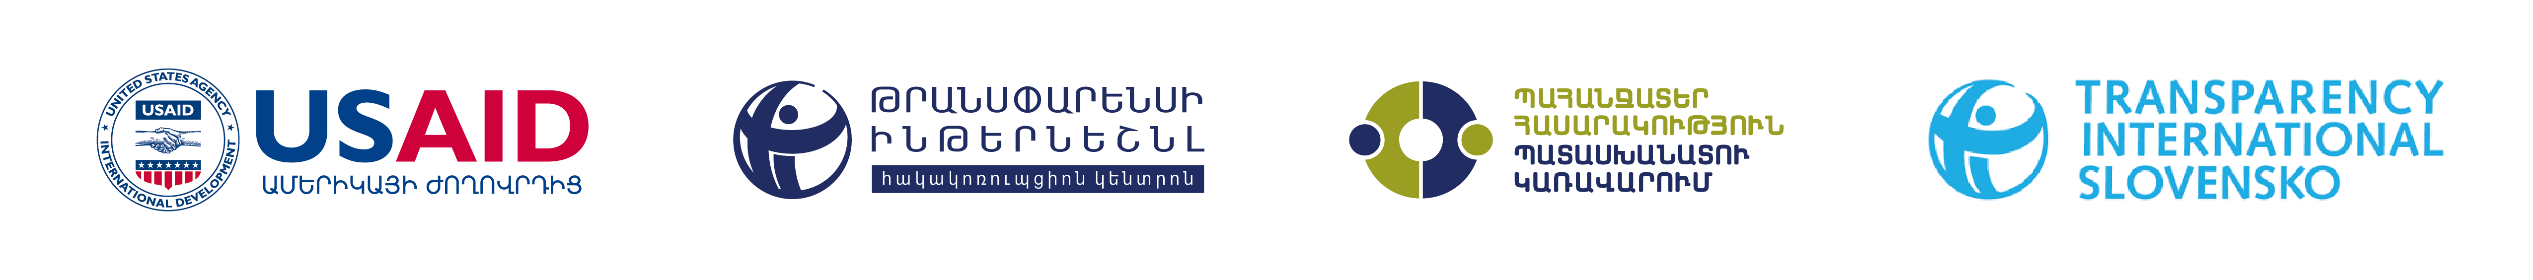 UNITED STATES AGENCY
USAID
INTERNATIONAL DEVELOPMENT
USAID
ԱՄԵՐԻԿԱՅԻ ԺՈՂՈՎՐԴԻՑ
ԹՐԱՆՍՓԱՐԵՆՍԻ
ԻՆԹԵՐՆԵՇՆԼ
հակակոռուպցիոն կենտրոն
ՊԱՀԱՆՋԱՏԵՐ
ՀԱՍԱՐԱԿՈՒԹՅՈՒՆ
ՊԱՏԱՍԽԱՆԱՏՈՒ
ԿԱՌԱՎԱՐՈՒՄ
TRANSPARENCY
INTERNATIONAL
SLOVENSKO